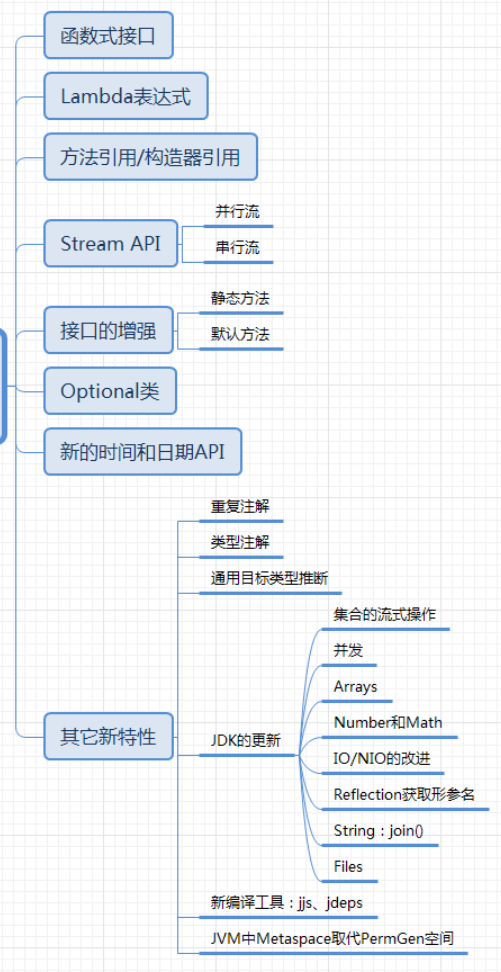 函数式接口
Lambda表达式
方法引用/构造器引用
Stream API
并行流
串行流
接口的增强
静态方法
默认方法
Optional类
新的时间和日期API
其它新特性
重复注解
类型注解
通用目标类型推断
JDK的更新
集合的流式操作
并发
Arrays
Number和Math
IO/NIO的改进
Reflection获取形参名
String：join()
Files
新编译工具：jjs、jdeps
JVM中Metaspace取代PermGen空间